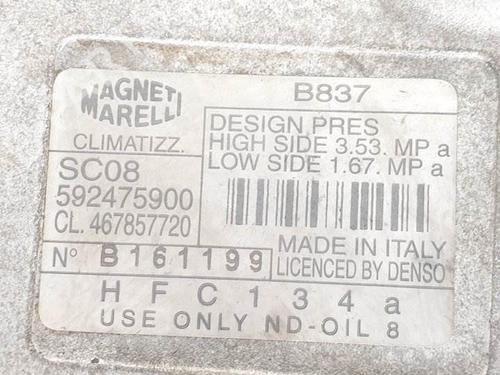 MAGNETI
MARELLI
CLIMATIZZ.
SC08
592475900
CL. 467857720
N° B161199
B837
DESIGN PRES
HIGH SIDE 3.53. MP a
LOW SIDE 1.67. MP a
MADE IN ITALY
LICENCED BY DENSO
HFC134a
USE ONLY ND-OIL 8